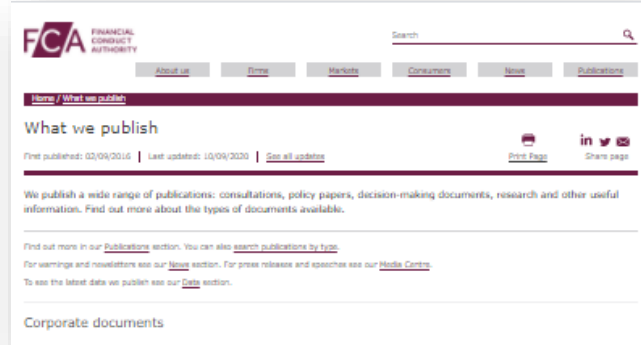 FCA FINANCIAL
CONDUCT
AUTHORITY
Search
About us Firms Markets Consumers News Publications
Home / What we publish
What we publish
First published: 02/09/2016 | Last updated: 10/09/2020 | See all updates
Print Page Share page
We publish a wide range of publications: consultations, policy papers, decision-making documents, research and other useful
information. Find out more about the types of documents available.
Find out more in our Publications section. You can also search publications by type.
For warnings and newsletters see our News section. For press releases and speeches see our Media Centre.
To see the latest data we publish see our Data section.
Corporate documents